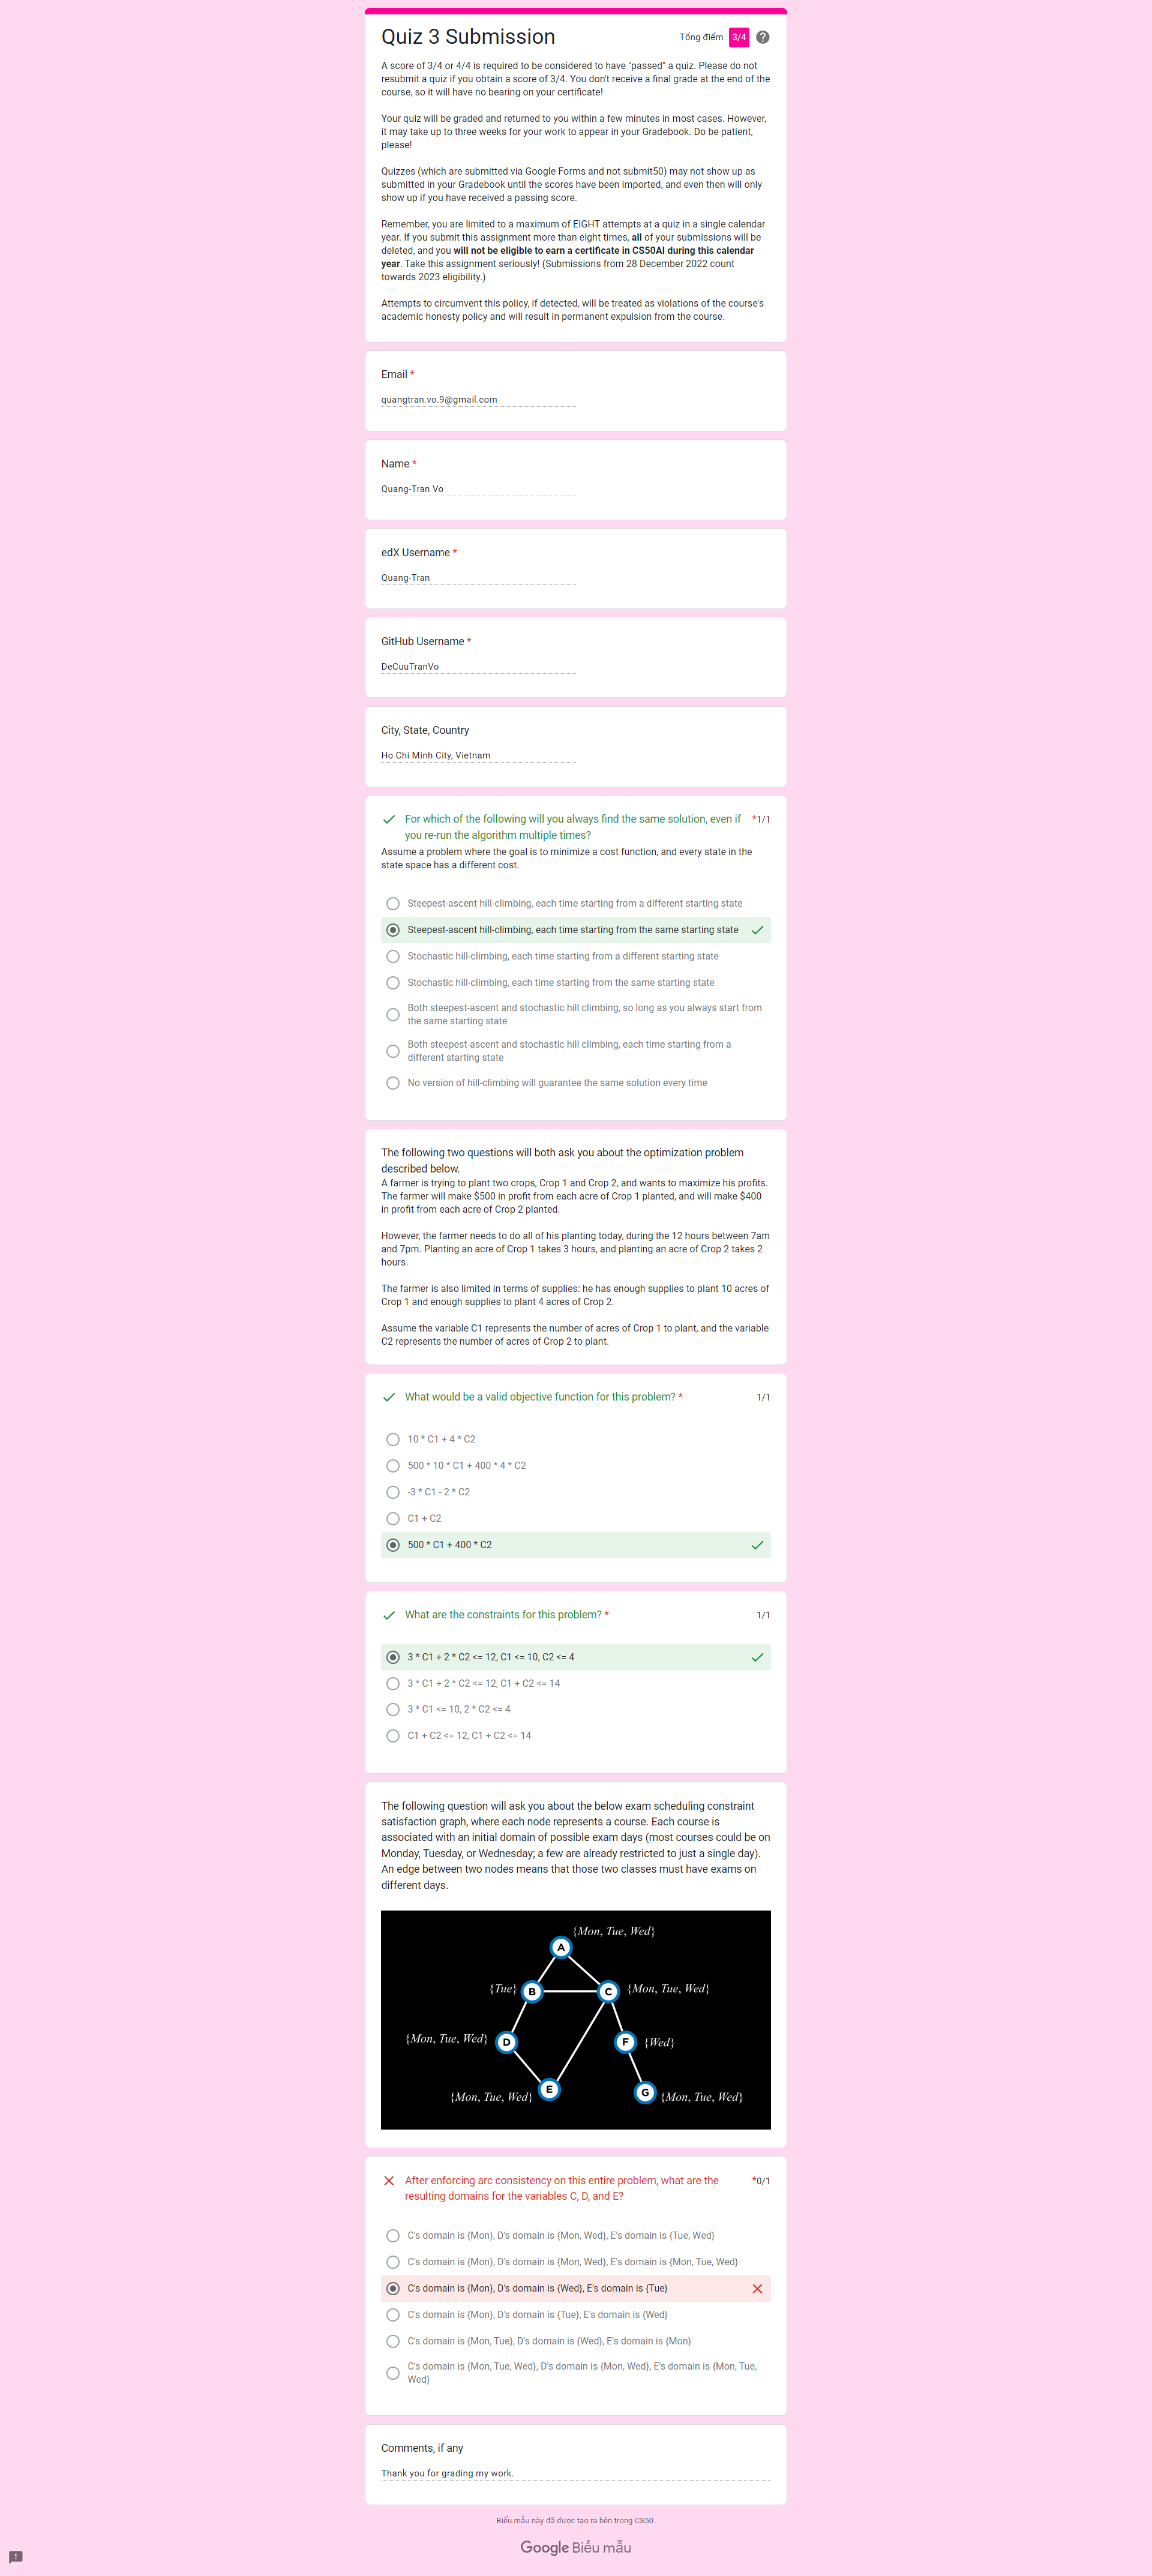 Quiz 3 Submission
Tổng điểm 3/4
A score of 3/4 or 4/4 is required to be considered to have "passed" a quiz. Please do not
resubmit a quiz if you obtain a score of 3/4. You don't receive a final grade at the end of the
course, so it will have no bearing on your certificate!
Your quiz will be graded and returned to you within a few minutes in most cases. However,
it may take up to three weeks for your work to appear in your Gradebook. Do be patient,
please!
Quizzes (which are submitted via Google Forms and not submit50) may not show up as
submitted in your Gradebook until the scores have been imported, and even then will only
show up if you have received a passing score.
Remember, you are limited to a maximum of EIGHT attempts at a quiz in a single calendar
year. If you submit this assignment more than eight times, all of your submissions will be
deleted, and you will not be eligible to earn a certificate in CS50AI during this calendar
year. Take this assignment seriously! (Submissions from 28 December 2022 count
towards 2023 eligibility.)
Attempts to circumvent this policy, if detected, will be treated as violations of the course's
academic honesty policy and will result in permanent expulsion from the course.
Email *
quangtran.vo.9@gmail.com
Name *
Quang-Tran Vo
edX Username *
Quang-Tran
GitHub Username *
DeCuuTranVo
City, State, Country
Ho Chi Minh City, Vietnam
For which of the following will you always find the same solution, even if *1/1
you re-run the algorithm multiple times?
Assume a problem where the goal is to minimize a cost function, and every state in the
state space has a different cost.
Steepest-ascent hill-climbing, each time starting from a different starting state
Steepest-ascent hill-climbing, each time starting from the same starting state
Stochastic hill-climbing, each time starting from a different starting state
Stochastic hill-climbing, each time starting from the same starting state
Both steepest-ascent and stochastic hill climbing, so long as you always start from
the same starting state
Both steepest-ascent and stochastic hill climbing, each time starting from a
different starting state
No version of hill-climbing will guarantee the same solution every time
The following two questions will both ask you about the optimization problem
described below.
A farmer is trying to plant two crops, Crop 1 and Crop 2, and wants to maximize his profits.
The farmer will make $500 in profit from each acre of Crop 1 planted, and will make $400
in profit from each acre of Crop 2 planted.
However, the farmer needs to do all of his planting today, during the 12 hours between 7am
and 7pm. Planting an acre of Crop 1 takes 3 hours, and planting an acre of Crop 2 takes 2
hours.
The farmer is also limited in terms of supplies: he has enough supplies to plant 10 acres of
Crop 1 and enough supplies to plant 4 acres of Crop 2.
Assume the variable C1 represents the number of acres of Crop 1 to plant, and the variable
C2 represents the number of acres of Crop 2 to plant.
What would be a valid objective function for this problem? * 1/1
10 * C1 + 4 * C2
500 * 10 * C1 + 400 * 4 * C2
-3 * C1 - 2 * C2
C1 + C2
500 * C1 + 400 * C2
What are the constraints for this problem? * 1/1
3 * C1 + 2 * C2 <= 12, C1 <= 10, C2 <= 4
3 * C1 + 2 * C2 <= 12, C1 + C2 <= 14
3 * C1 <= 10, 2 * C2 <= 4
C1 + C2 <= 12, C1 + C2 <= 14
The following question will ask you about the below exam scheduling constraint
satisfaction graph, where each node represents a course. Each course is
associated with an initial domain of possible exam days (most courses could be on
Monday, Tuesday, or Wednesday; a few are already restricted to just a single day).
An edge between two nodes means that those two classes must have exams on
different days.
{Mon, Tue, Wed}
A
{Tue} B C {Mon, Tue, Wed}
{Mon, Tue, Wed} D F {Wed}
{Mon, Tue, Wed} E G {Mon, Tue, Wed}
After enforcing arc consistency on this entire problem, what are the *0/1
resulting domains for the variables C, D, and E?
C's domain is {Mon}, D's domain is {Mon, Wed}, E's domain is {Tue, Wed}
C's domain is {Mon}, D's domain is {Mon, Wed}, E's domain is {Mon, Tue, Wed}
C's domain is {Mon}, D's domain is {Wed}, E's domain is {Tue}
C's domain is {Mon}, D's domain is {Tue}, E's domain is {Wed}
C's domain is {Mon, Tue}, D's domain is {Wed}, E's domain is {Mon}
C's domain is {Mon, Tue, Wed}, D's domain is {Mon, Wed}, E's domain is {Mon, Tue,
Wed}
Comments, if any
Thank you for grading my work.
Biểu mẫu này đã được tạo ra bên trong CS50.
Google Biểu mẫu